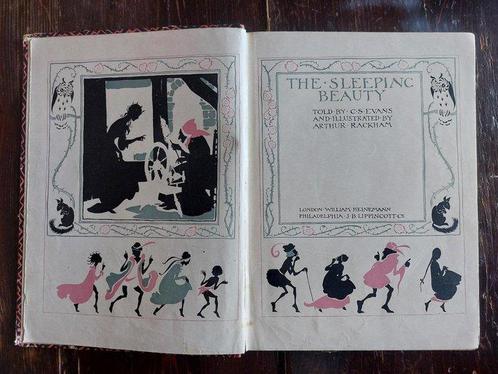 THE · SLEEPING
BEAUTY
TOLD · BY · C · S · EVANS
AND · ILLUSTRATED · BY
ARTHUR · RACKHAM
LONDON · WILLIAM · HEINEMANN
PHILADELPHIA · J · B · LIPPINCOTT · Co